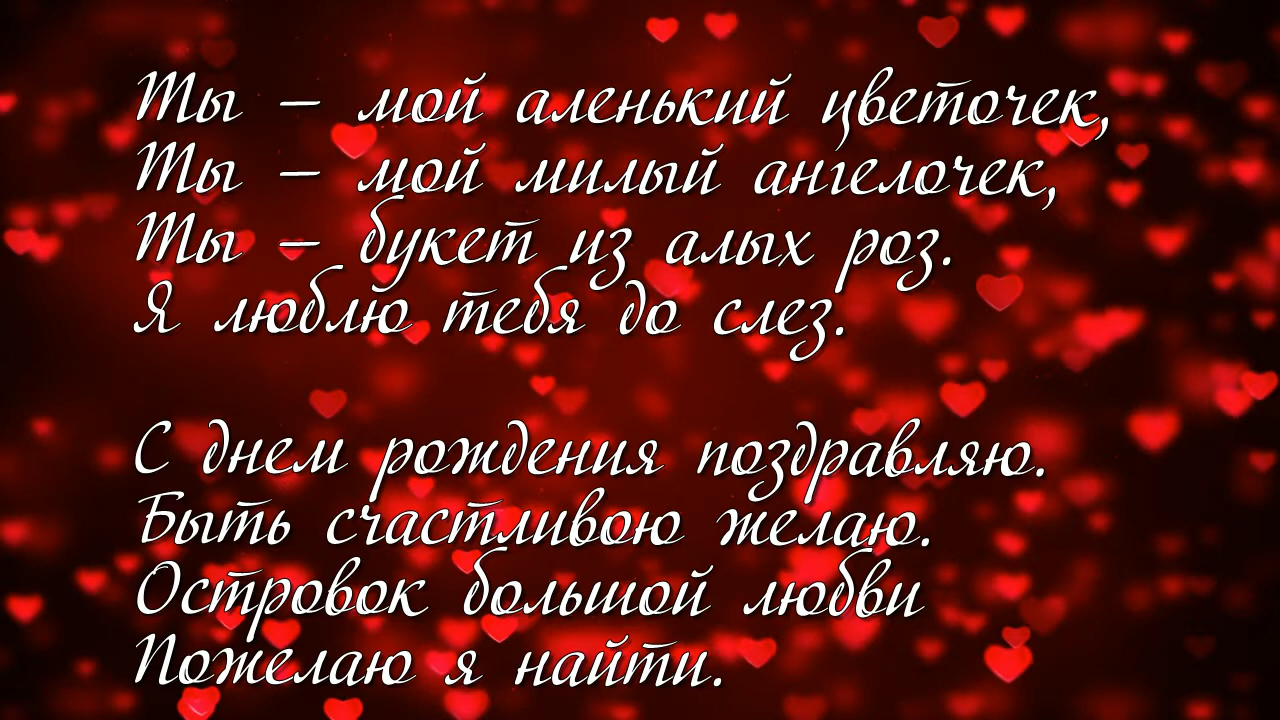 Ты – мой аленький цветочек,
Ты – мой милый ангелочек,
Ты – букет из алых роз.
Я люблю тебя до слез.
С днем рождения поздравляю.
Быть счастливою желаю.
Островок большой любви
Пожелаю я найти.